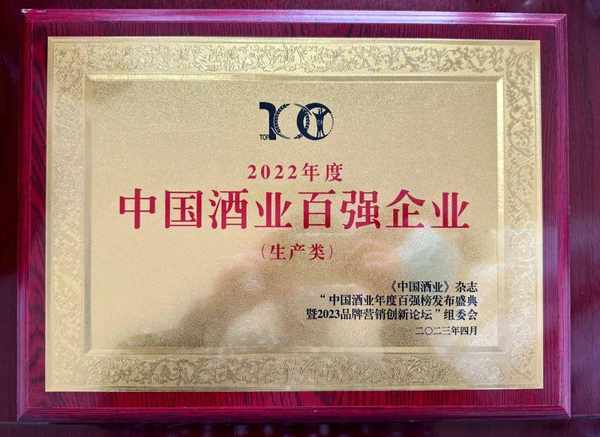 TOP100
2022年度
中国酒业百强企业
（生产类）
《中国酒业》杂志
“中国酒业年度百强榜发布盛典
暨2023品牌营销创新论坛”组委会
二〇二三年四月